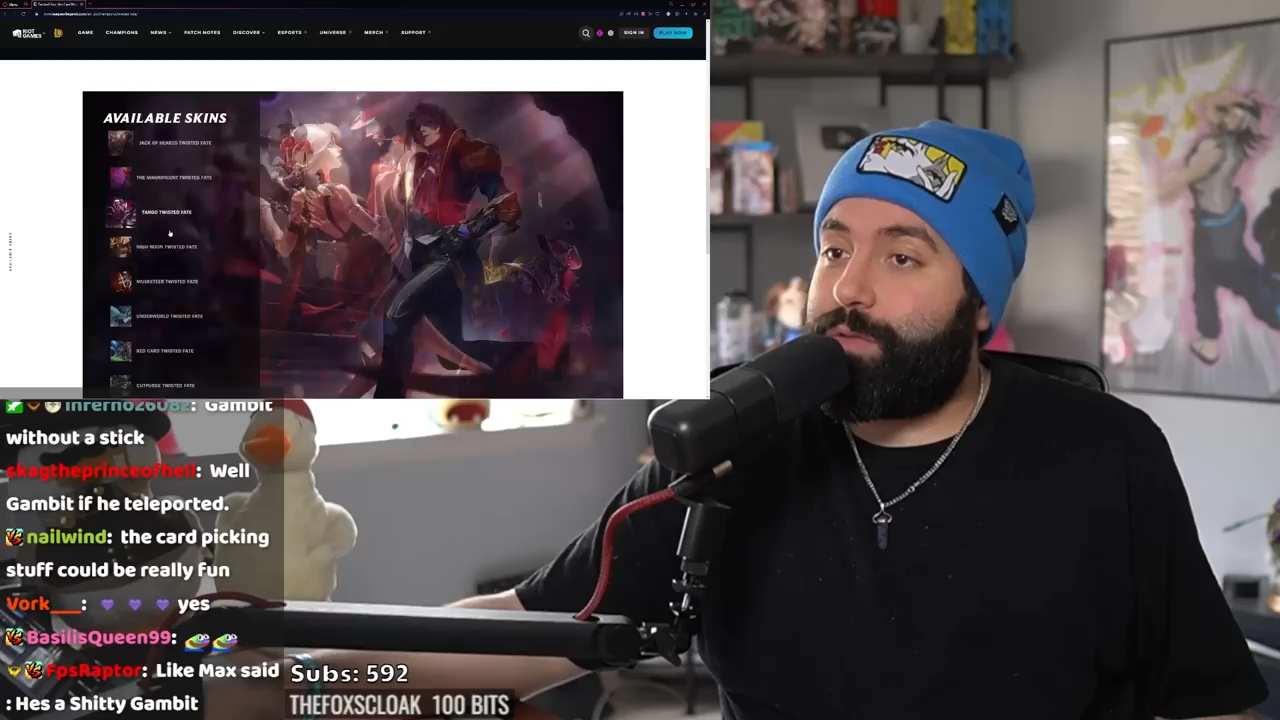 RIOT GAMES
GAME
CHAMPIONS
NEWS
PATCH NOTES
DISCOVER
ESPORTS
UNIVERSE
MERCH
SUPPORT
SIGN IN
PLAY NOW
AVAILABLE SKINS
JACK OF HEARTS TWISTED FATE
THE MAGNIFICENT TWISTED FATE
TANGO TWISTED FATE
HIGH NOON TWISTED FATE
MUSKETEER TWISTED FATE
UNDERWORLD TWISTED FATE
RED CARD TWISTED FATE
CUTPURSE TWISTED FATE
inferno26082: Gambit
without a stick
skagtheprinceofhell: Well
Gambit if he teleported.
nailwind: the card picking
stuff could be really fun
Vork___: yes
BasilisQueen99:
FpsRaptor: Like Max said
: Hes a Shitty Gambit
Subs: 592
THEFOXSCLOAK 100 BITS